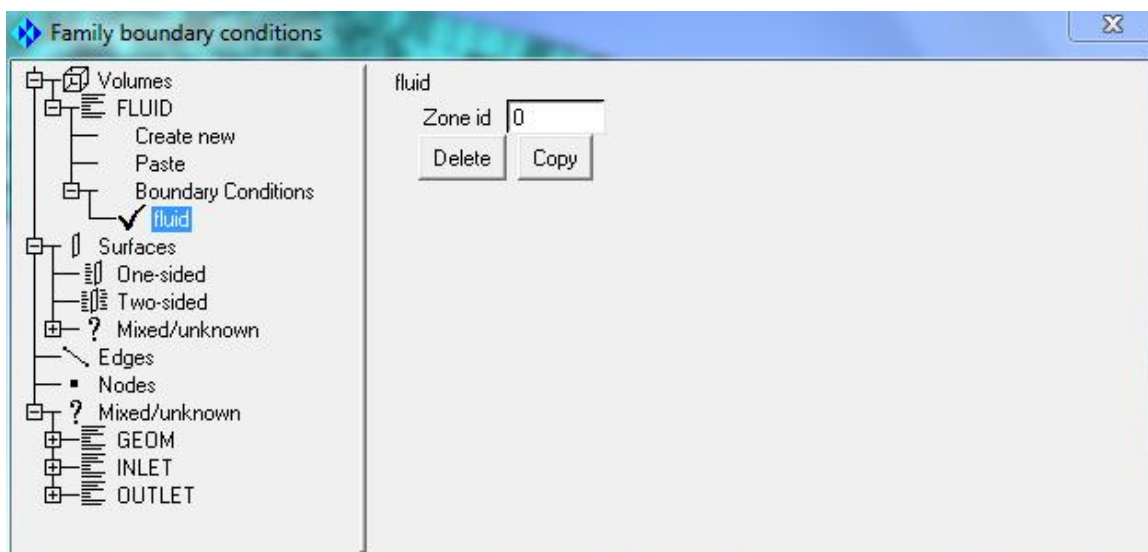 Family boundary conditions
Volumes
FLUID
Create new
Paste
Boundary Conditions
fluid
Surfaces
One-sided
Two-sided
? Mixed/unknown
Edges
Nodes
? Mixed/unknown
GEOM
INLET
OUTLET
fluid
Zone id 0
Delete Copy